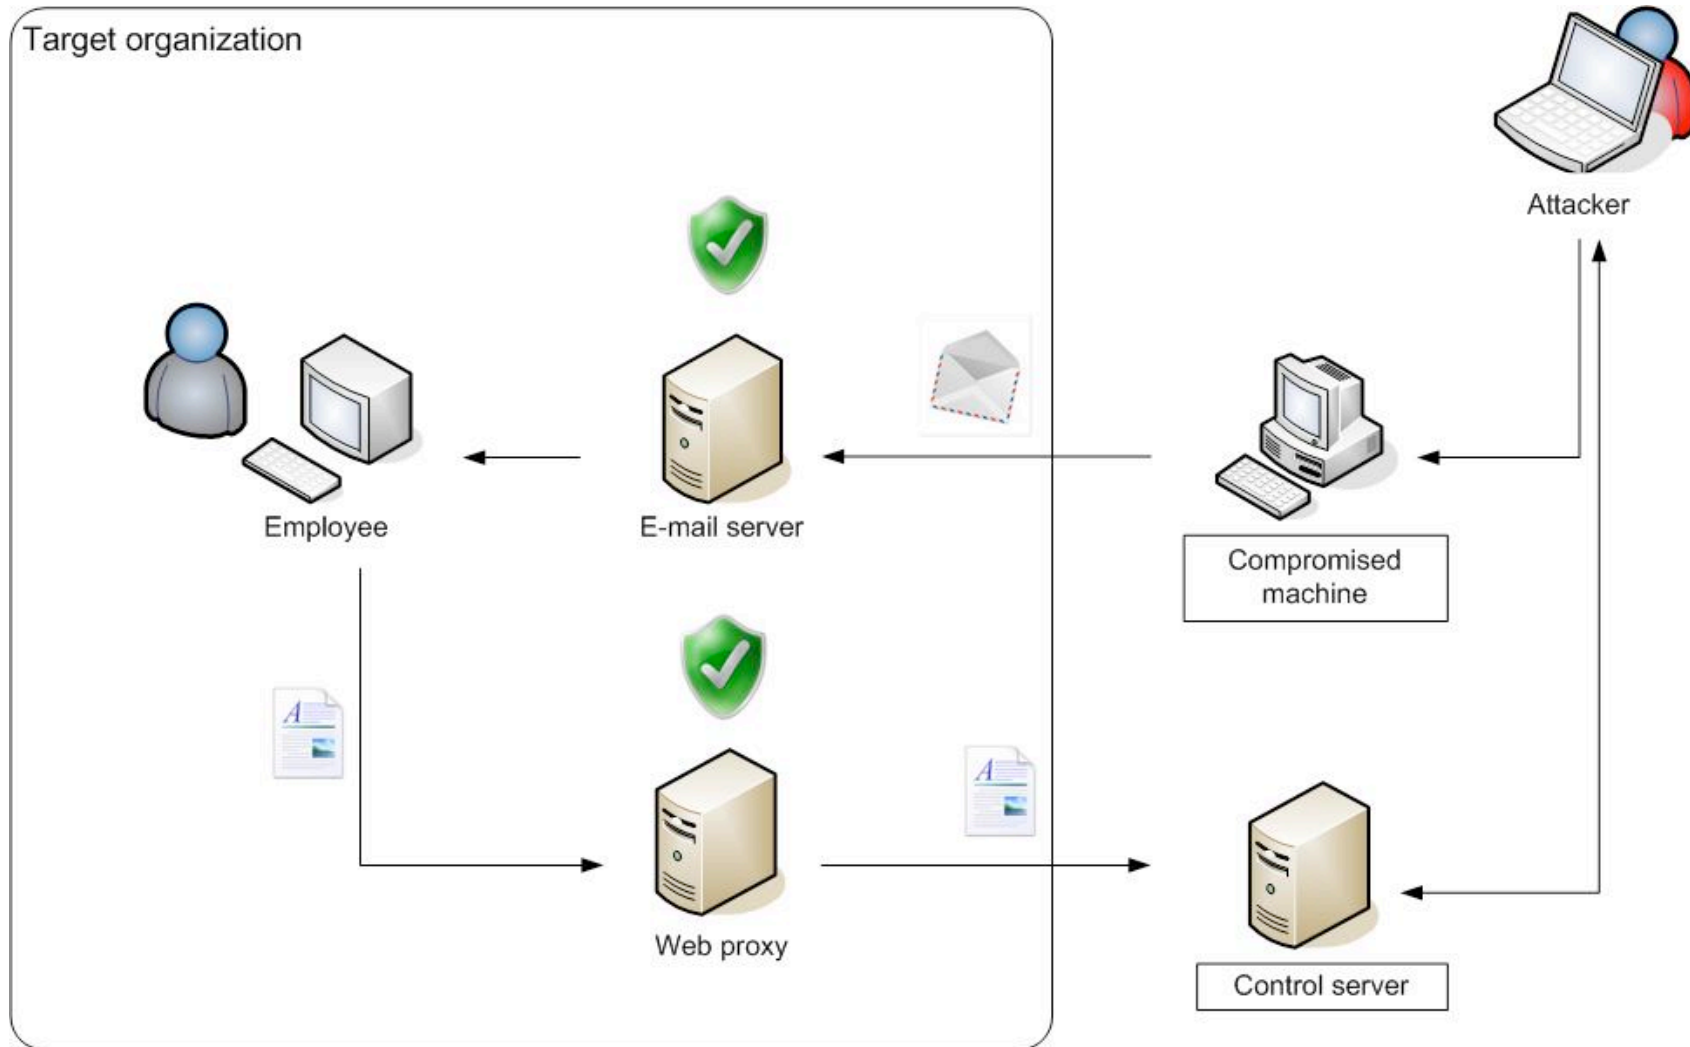 Target organization
Attacker
Employee
E-mail server
Compromised
machine
Web proxy
Control server